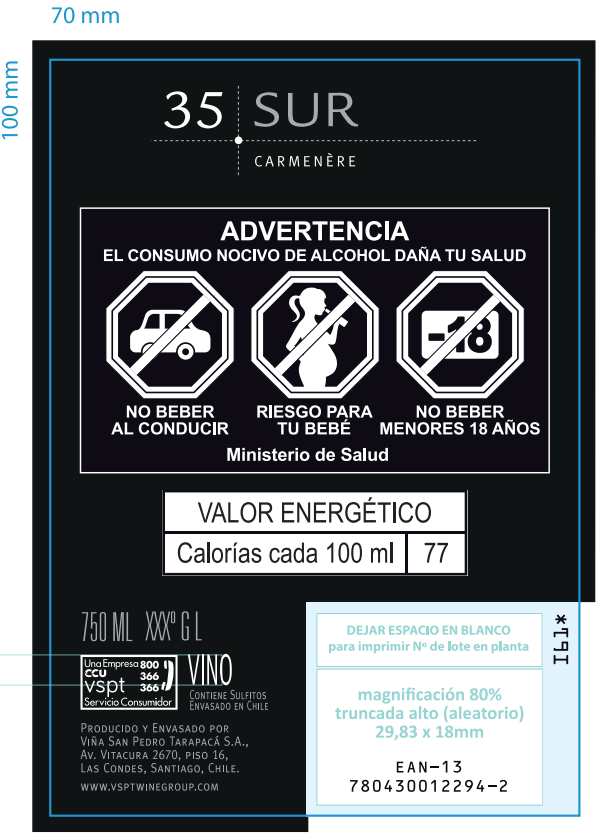 70 mm
100 mm
35 SUR
CARMENÈRE
ADVERTENCIA
EL CONSUMO NOCIVO DE ALCOHOL DAÑA TU SALUD
-18
NO BEBER
AL CONDUCIR
RIESGO PARA
TU BEBÉ
NO BEBER
MENORES 18 AÑOS
Ministerio de Salud
VALOR ENERGÉTICO
Calorías cada 100 ml 77
750 ML XXXº G L
Una Empresa
CCU
vspt
800
366
366
Servicio Consumidor
VINO
CONTIENE SULFITOS
ENVASADO EN CHILE
PRODUCIDO Y ENVASADO POR
VIÑA SAN PEDRO TARAPACÁ S.A.,
AV. VITACURA 2670, PISO 16,
LAS CONDES, SANTIAGO, CHILE.
WWW.VSPTWINEGROUP.COM
DEJAR ESPACIO EN BLANCO
para imprimir Nº de lote en planta
I61*
magnificación 80%
truncada alto (aleatorio)
29,83 x 18mm
EAN-13
780430012294-2